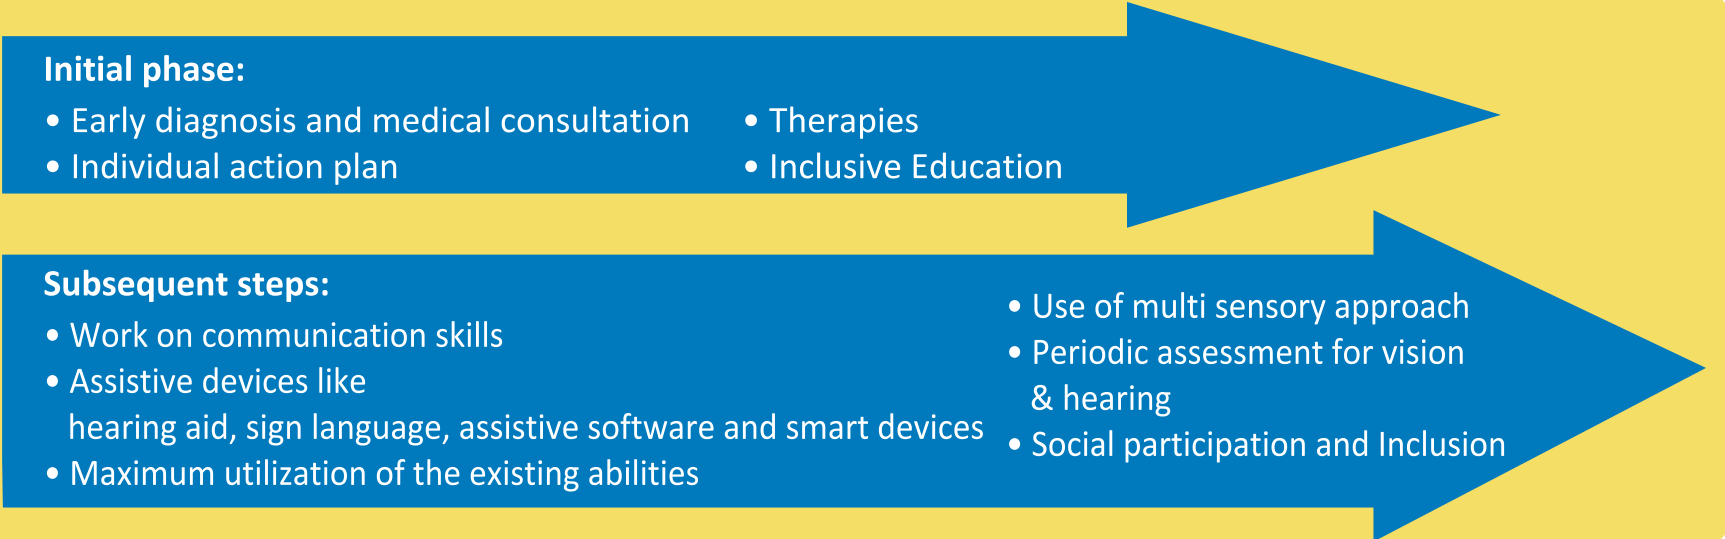 Initial phase:
• Early diagnosis and medical consultation
• Individual action plan
• Therapies
• Inclusive Education
Subsequent steps:
• Work on communication skills
• Assistive devices like
hearing aid, sign language, assistive software and smart devices
• Maximum utilization of the existing abilities
• Use of multi sensory approach
• Periodic assessment for vision
& hearing
• Social participation and Inclusion